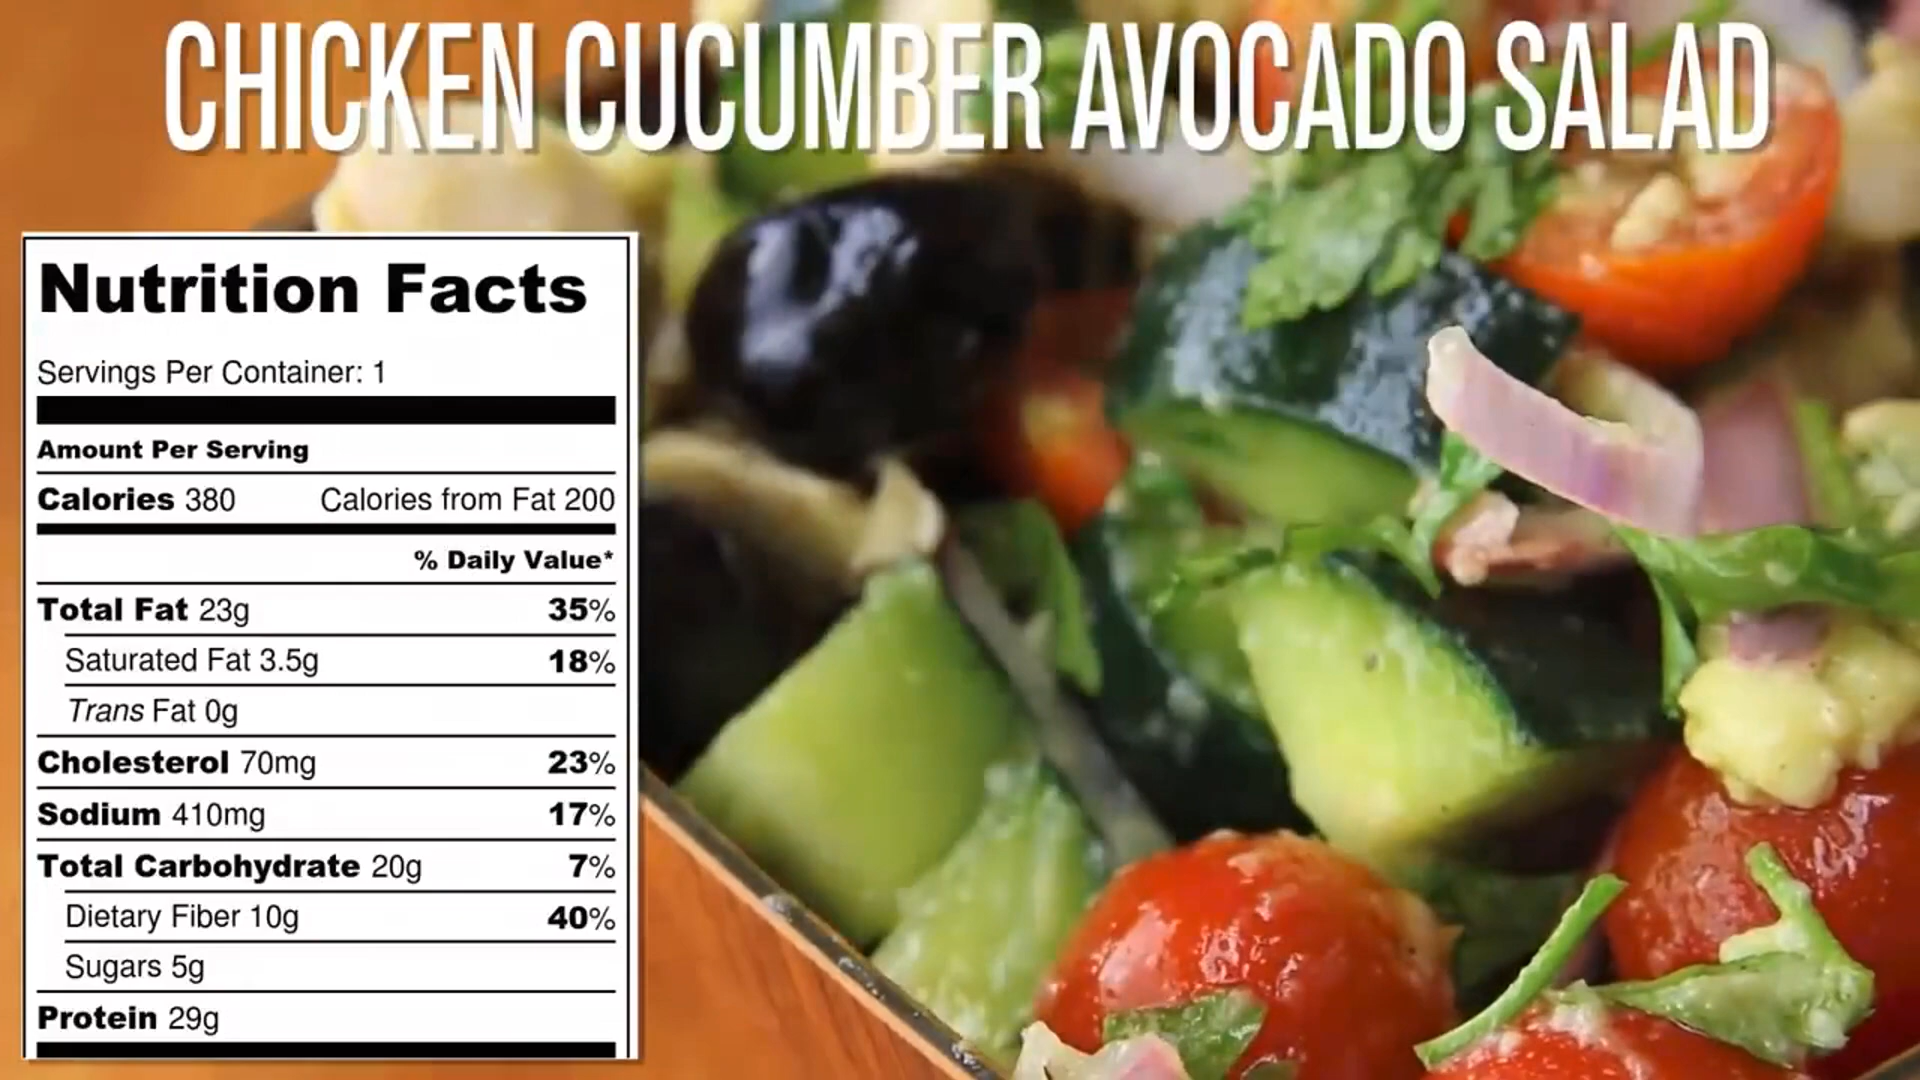 CHICKEN CUCUMBER AVOCADO SALAD
Nutrition Facts
Servings Per Container: 1
Amount Per Serving
Calories 380 Calories from Fat 200
% Daily Value*
Total Fat 23g 35%
Saturated Fat 3.5g 18%
Trans Fat 0g
Cholesterol 70mg 23%
Sodium 410mg 17%
Total Carbohydrate 20g 7%
Dietary Fiber 10g 40%
Sugars 5g
Protein 29g